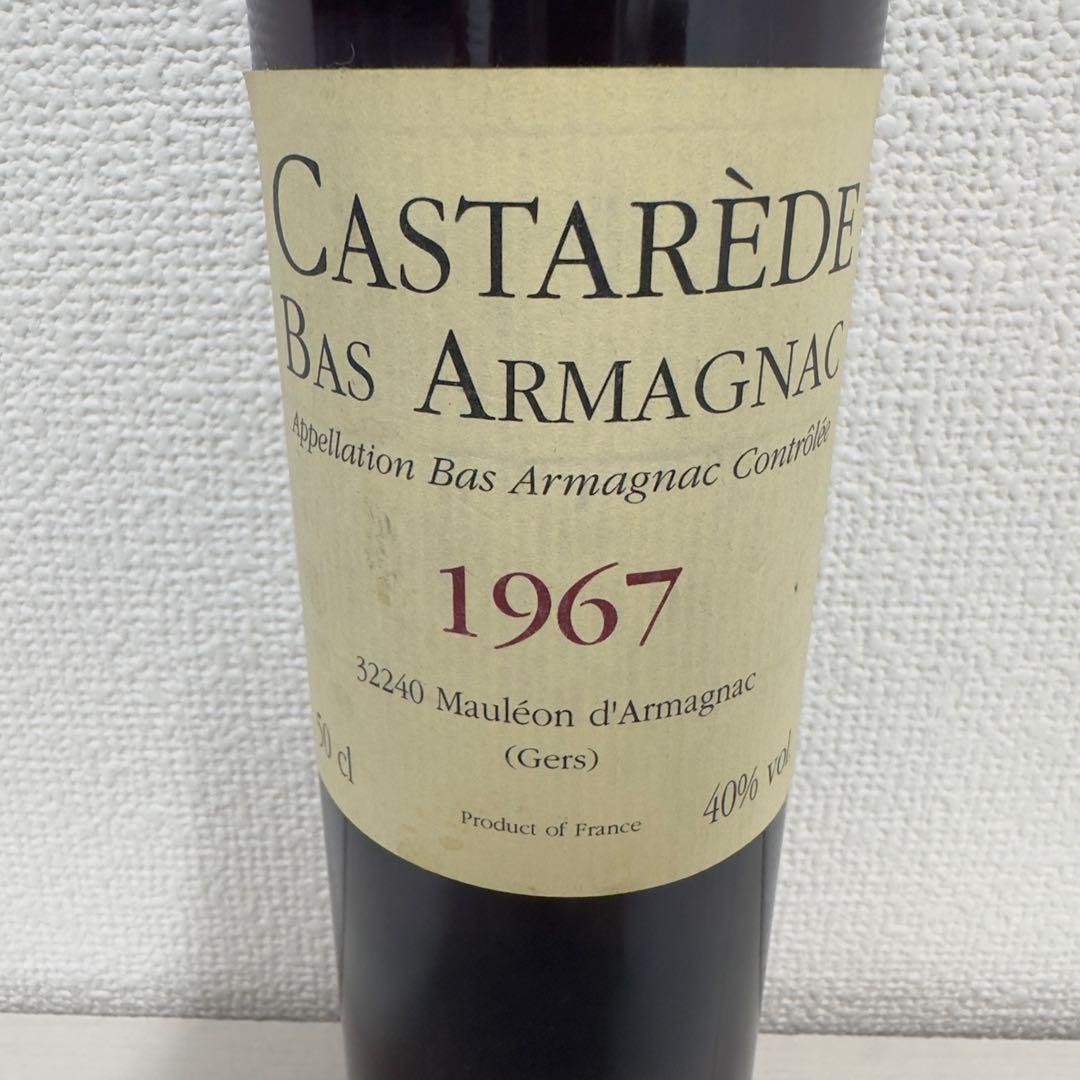 CASTARÈDE
BAS ARMAGNAC
Appellation Bas Armagnac Contrôlée
1967
32240 Mauléon d'Armagnac
(Gers)
50 cl
40% vol.
Product of France